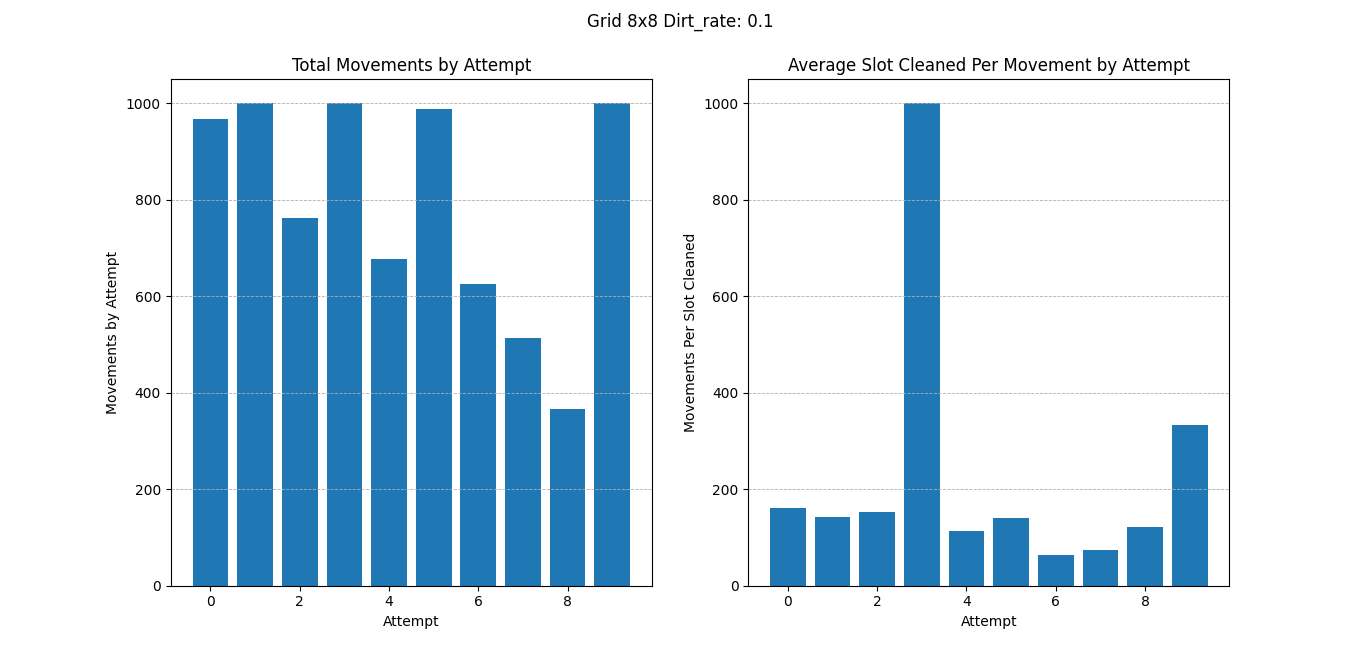 Grid 8x8 Dirt_rate: 0.1
Total Movements by Attempt
Movements by Attempt
1000
800
600
400
200
0
0 2 4 6 8
Attempt
Average Slot Cleaned Per Movement by Attempt
Movements Per Slot Cleaned
1000
800
600
400
200
0
0 2 4 6 8
Attempt